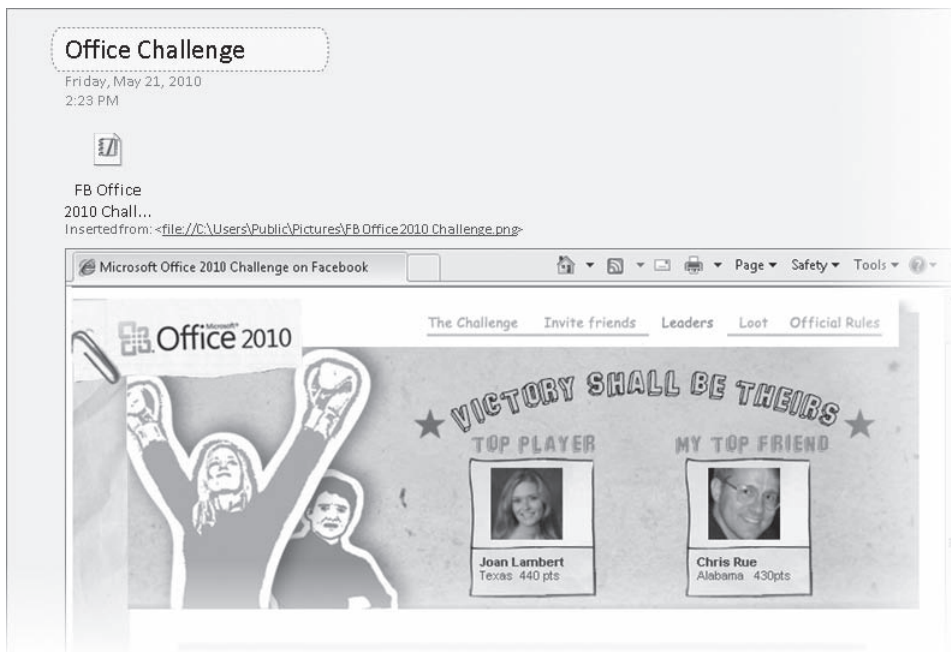 Office Challenge
Friday, May 21, 2010
2:23 PM
FB Office
2010 Chall...
Inserted from: <file://C:\Users\Public\Pictures\FB Office 2010 Challenge.png>
Microsoft Office 2010 Challenge on Facebook
Page
Safety
Tools
Microsoft
Office 2010
The Challenge
Invite friends
Leaders
Loot
Official Rules
VICTORY SHALL BE THEIRS
TOP PLAYER
MY TOP FRIEND
Joan Lambert
Texas 440 pts
Chris Rue
Alabama 430pts